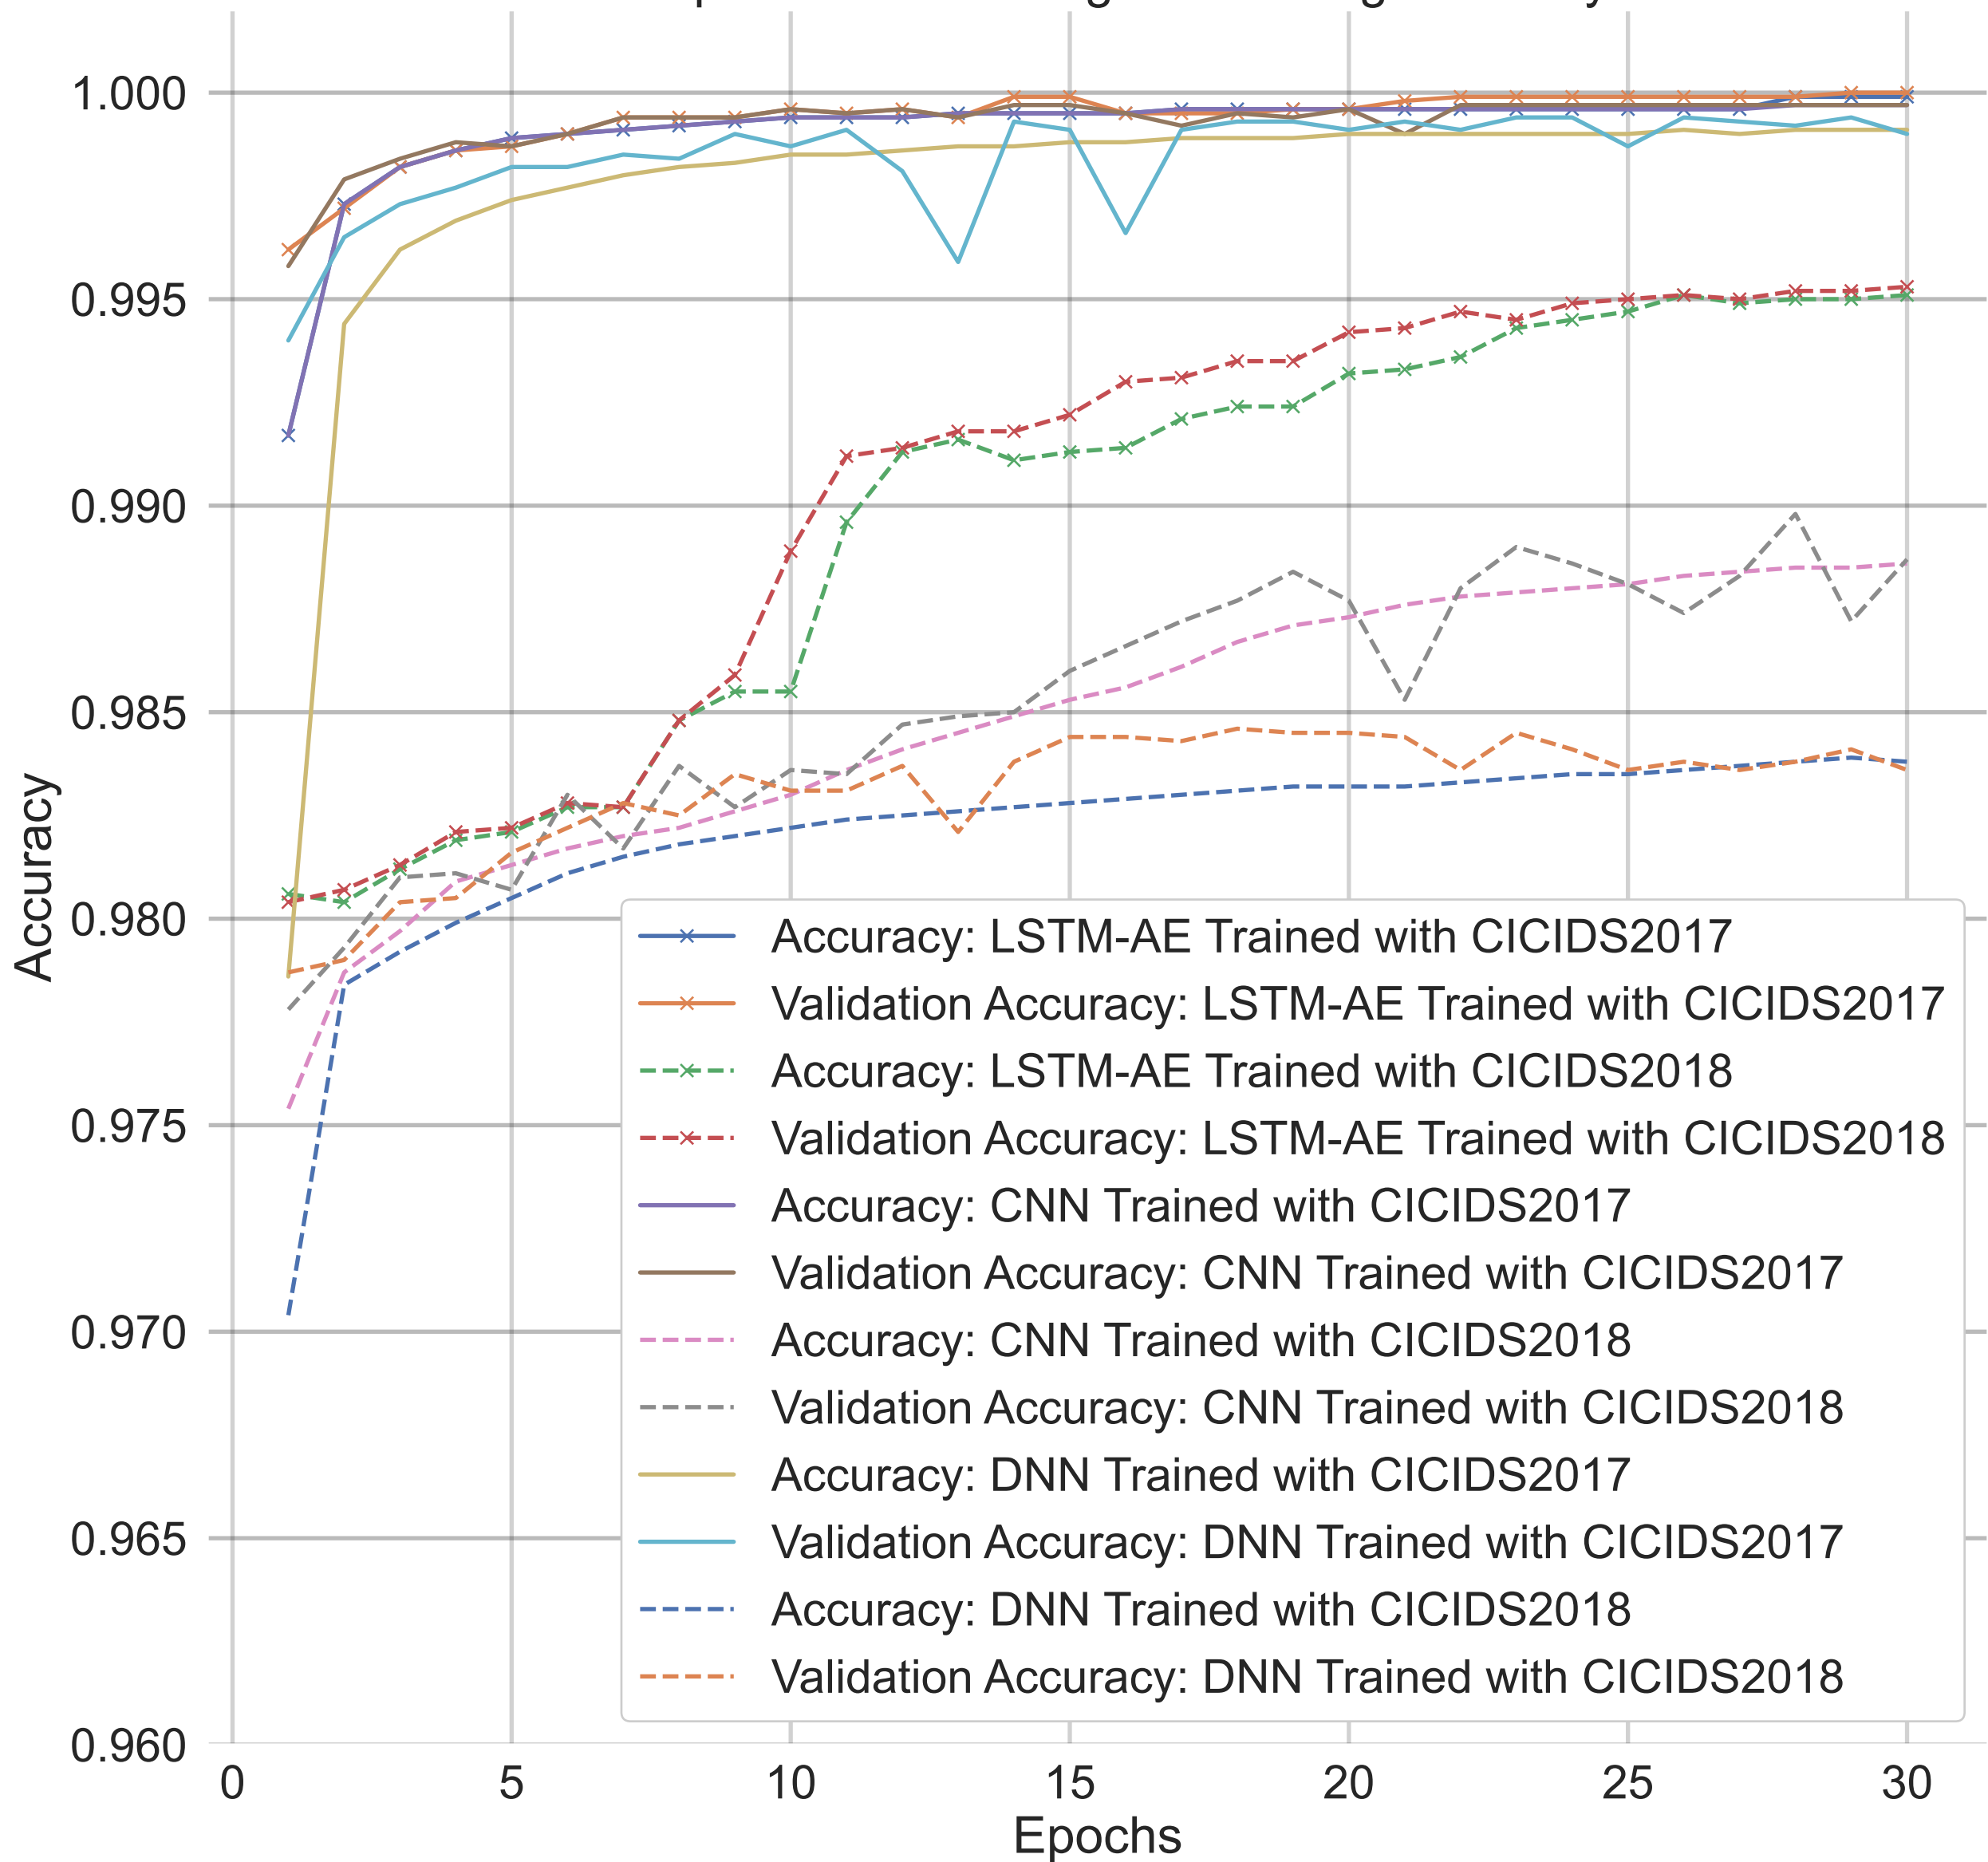 1.000
0.995
0.990
0.985
0.980
0.975
0.970
0.965
0.960
Accuracy
Accuracy: LSTM-AE Trained with CICIDS2017
Validation Accuracy: LSTM-AE Trained with CICIDS2017
Accuracy: LSTM-AE Trained with CICIDS2018
Validation Accuracy: LSTM-AE Trained with CICIDS2018
Accuracy: CNN Trained with CICIDS2017
Validation Accuracy: CNN Trained with CICIDS2017
Accuracy: CNN Trained with CICIDS2018
Validation Accuracy: CNN Trained with CICIDS2018
Accuracy: DNN Trained with CICIDS2017
Validation Accuracy: DNN Trained with CICIDS2017
Accuracy: DNN Trained with CICIDS2018
Validation Accuracy: DNN Trained with CICIDS2018
0 5 10 15 20 25 30
Epochs